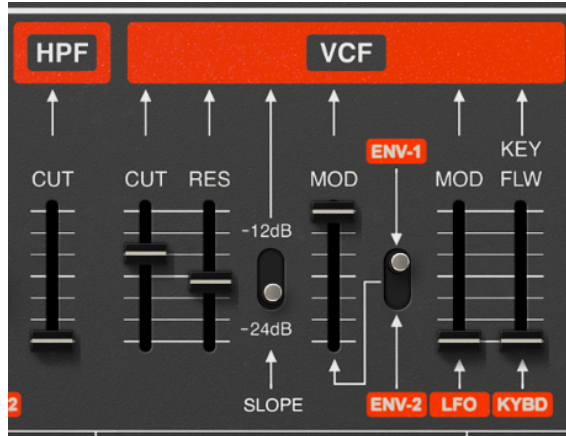 HPF
VCF
ENV-1
KEY
CUT
CUT
RES
MOD
MOD
FLW
-12dB
-24dB
2
SLOPE
ENV-2
LFO
KYBD